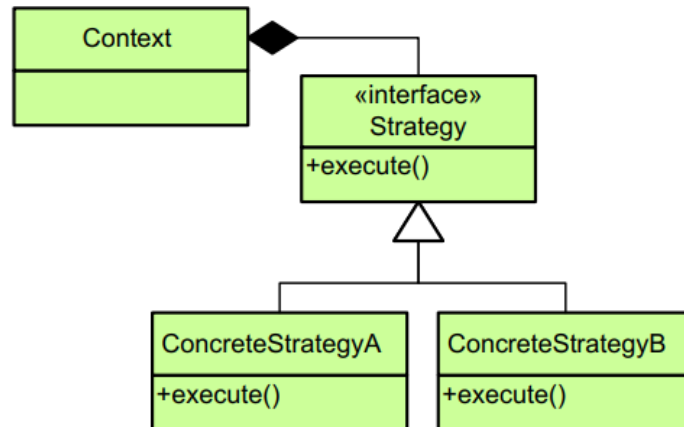 Context
«interface»
Strategy
+execute()
ConcreteStrategyA
+execute()
ConcreteStrategyB
+execute()